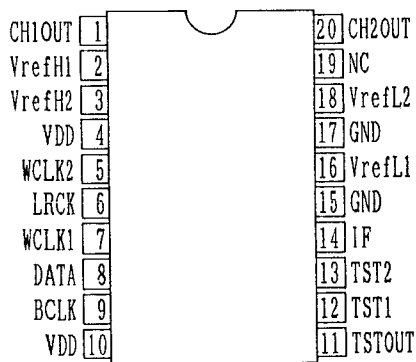 CH1OUT 1
VrefH1 2
VrefH2 3
VDD 4
WCLK2 5
LRCK 6
WCLK1 7
DATA 8
BCLK 9
VDD 10
20 CH2OUT
19 NC
18 VrefL2
17 GND
16 VrefL1
15 GND
14 IF
13 TST2
12 TST1
11 TSTOUT